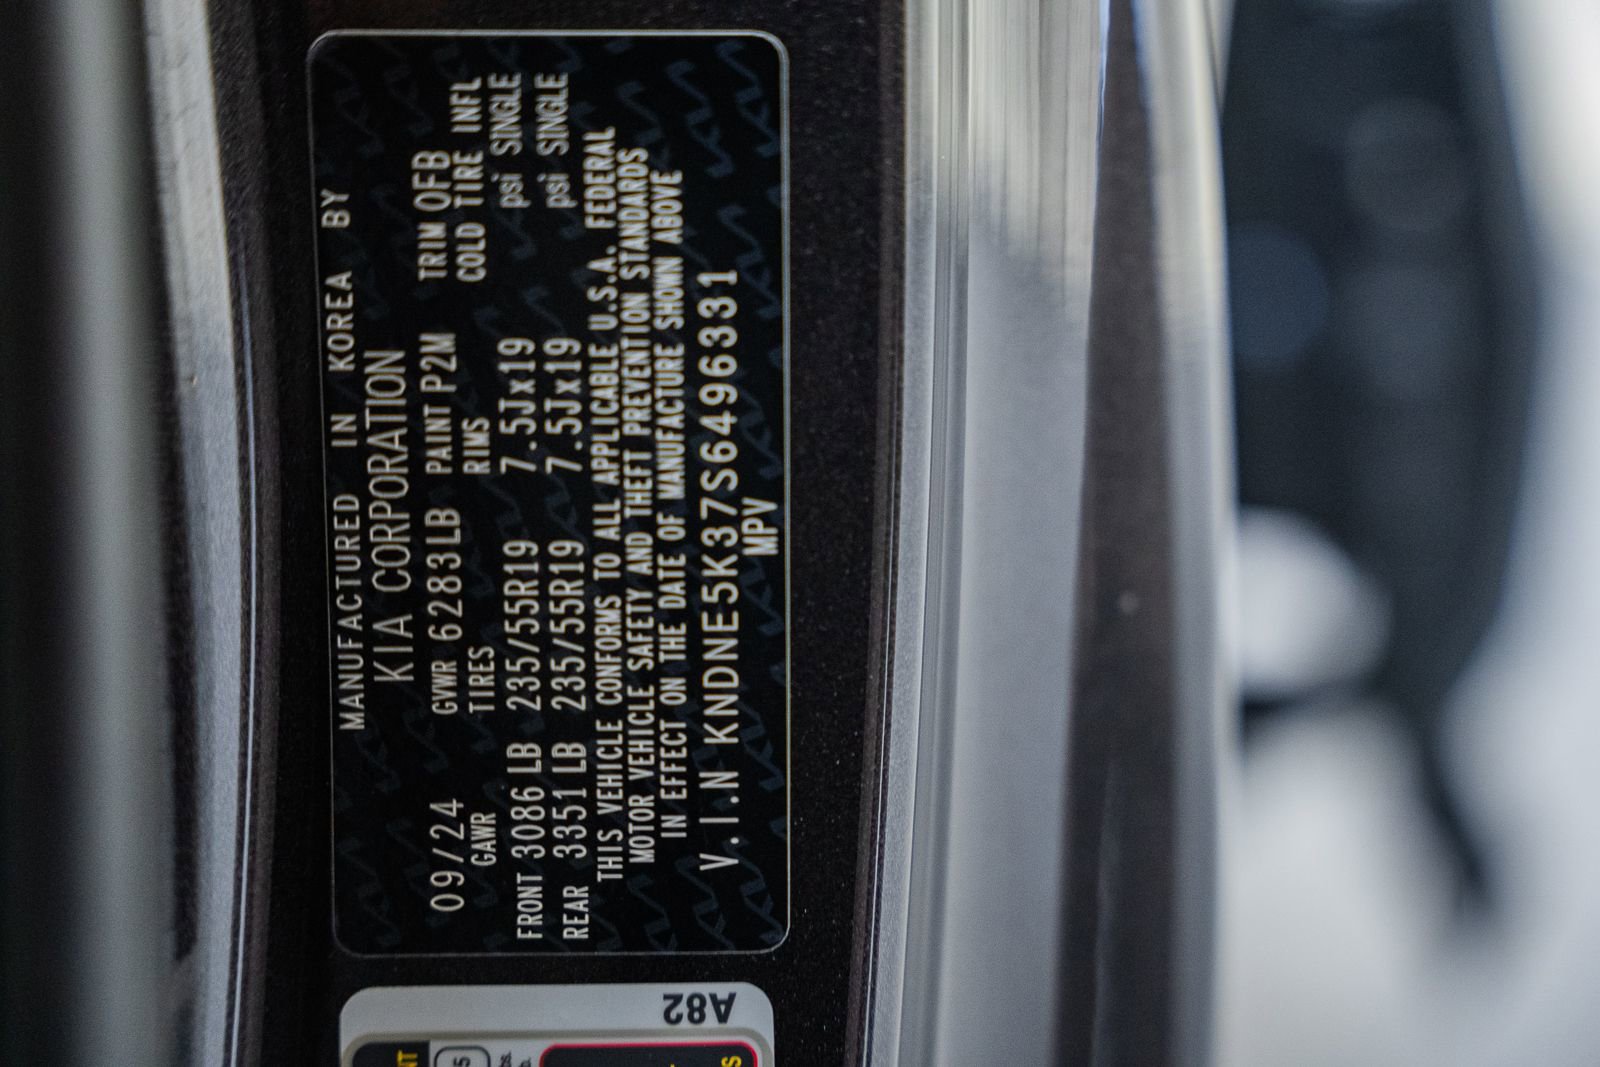 MANUFACTURED IN KOREA BY
KIA CORPORATION
09/24 GVWR 6283LB PAINT P2M TRIM QFB
GAWR TIRES RIMS COLD TIRE INFL
FRONT 3086 LB 235/55R19 7.5Jx19 psi SINGLE
REAR 3351 LB 235/55R19 7.5Jx19 psi SINGLE
THIS VEHICLE CONFORMS TO ALL APPLICABLE U.S.A. FEDERAL
MOTOR VEHICLE SAFETY AND THEFT PREVENTION STANDARDS
IN EFFECT ON THE DATE OF MANUFACTURE SHOWN ABOVE
V.I.N KNDNE5K37S6496331
MPV
A82